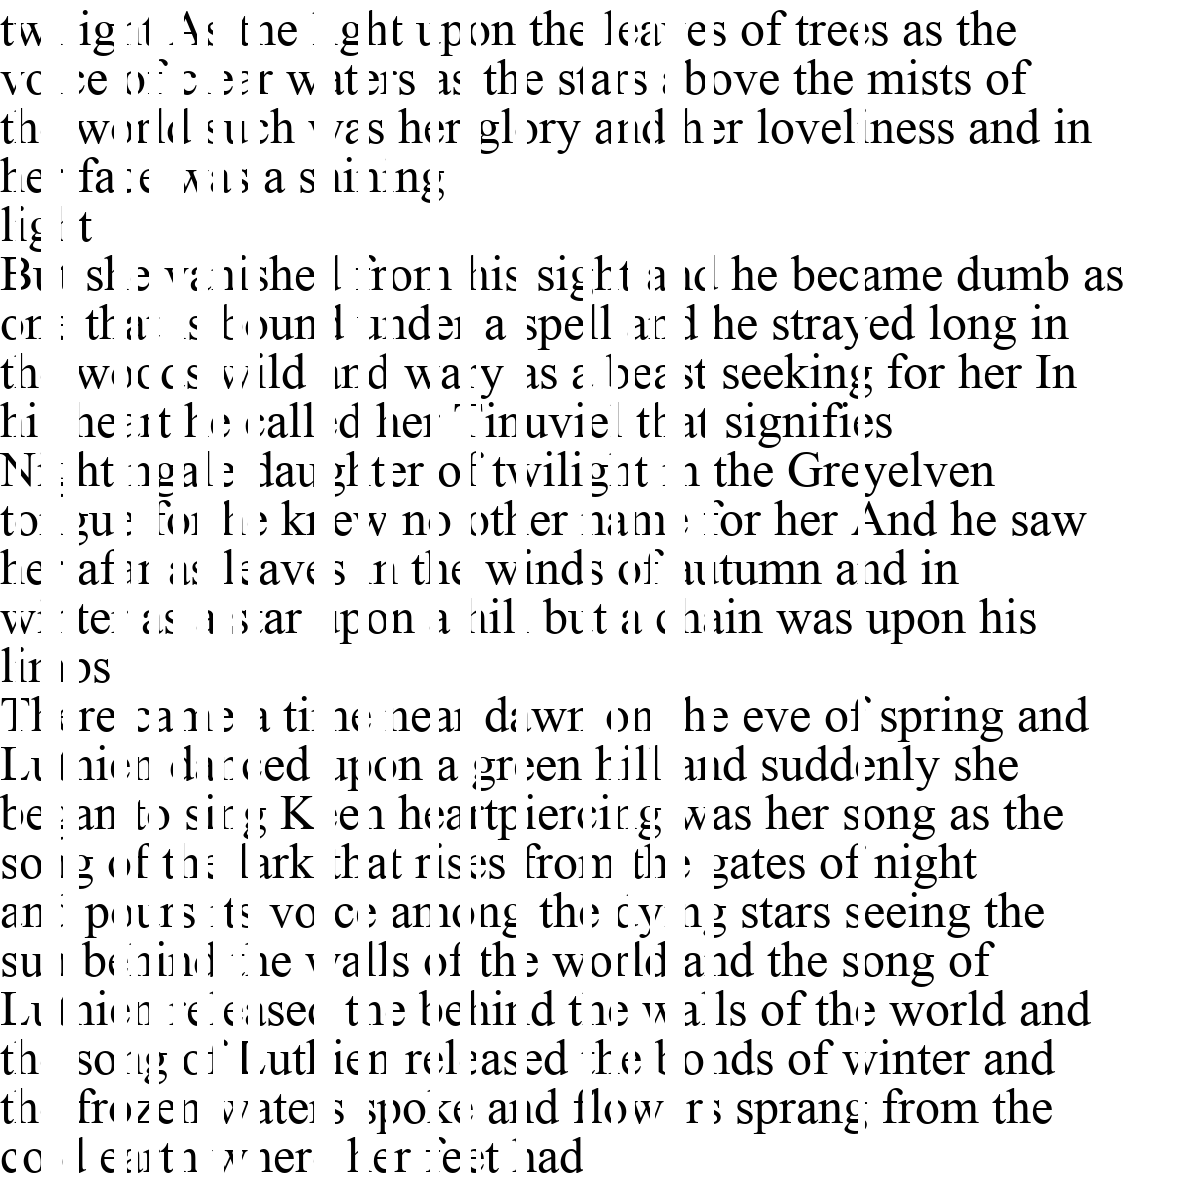 twilight As the light upon the leaves of trees as the
voice of clear waters as the stars above the mists of
the world such was her glory and her loveliness and in
her face was a shining
light
But she vanished from his sight and he became dumb as
one that is bound under a spell and he strayed long in
the woods wild and wary as a beast seeking for her In
his heart he called her Tinuviel that signifies
Nightingale daughter of twilight in the Greyelven
tongue for he knew no other name for her And he saw
her afar as leaves in the winds of autumn and in
winter as a star upon a hill but a chain was upon his
limbs
There came a time near dawn on the eve of spring and
Luthien danced upon a green hill and suddenly she
began to sing Keen heartpiercing was her song as the
song of the lark that rises from the gates of night
and pours its voice among the dying stars seeing the
sun behind the walls of the world and the song of
Luthien released the behind the walls of the world and
the song of Luthien released the bonds of winter and
the frozen waters spoke and flowers sprang from the
cold earth where her feet had